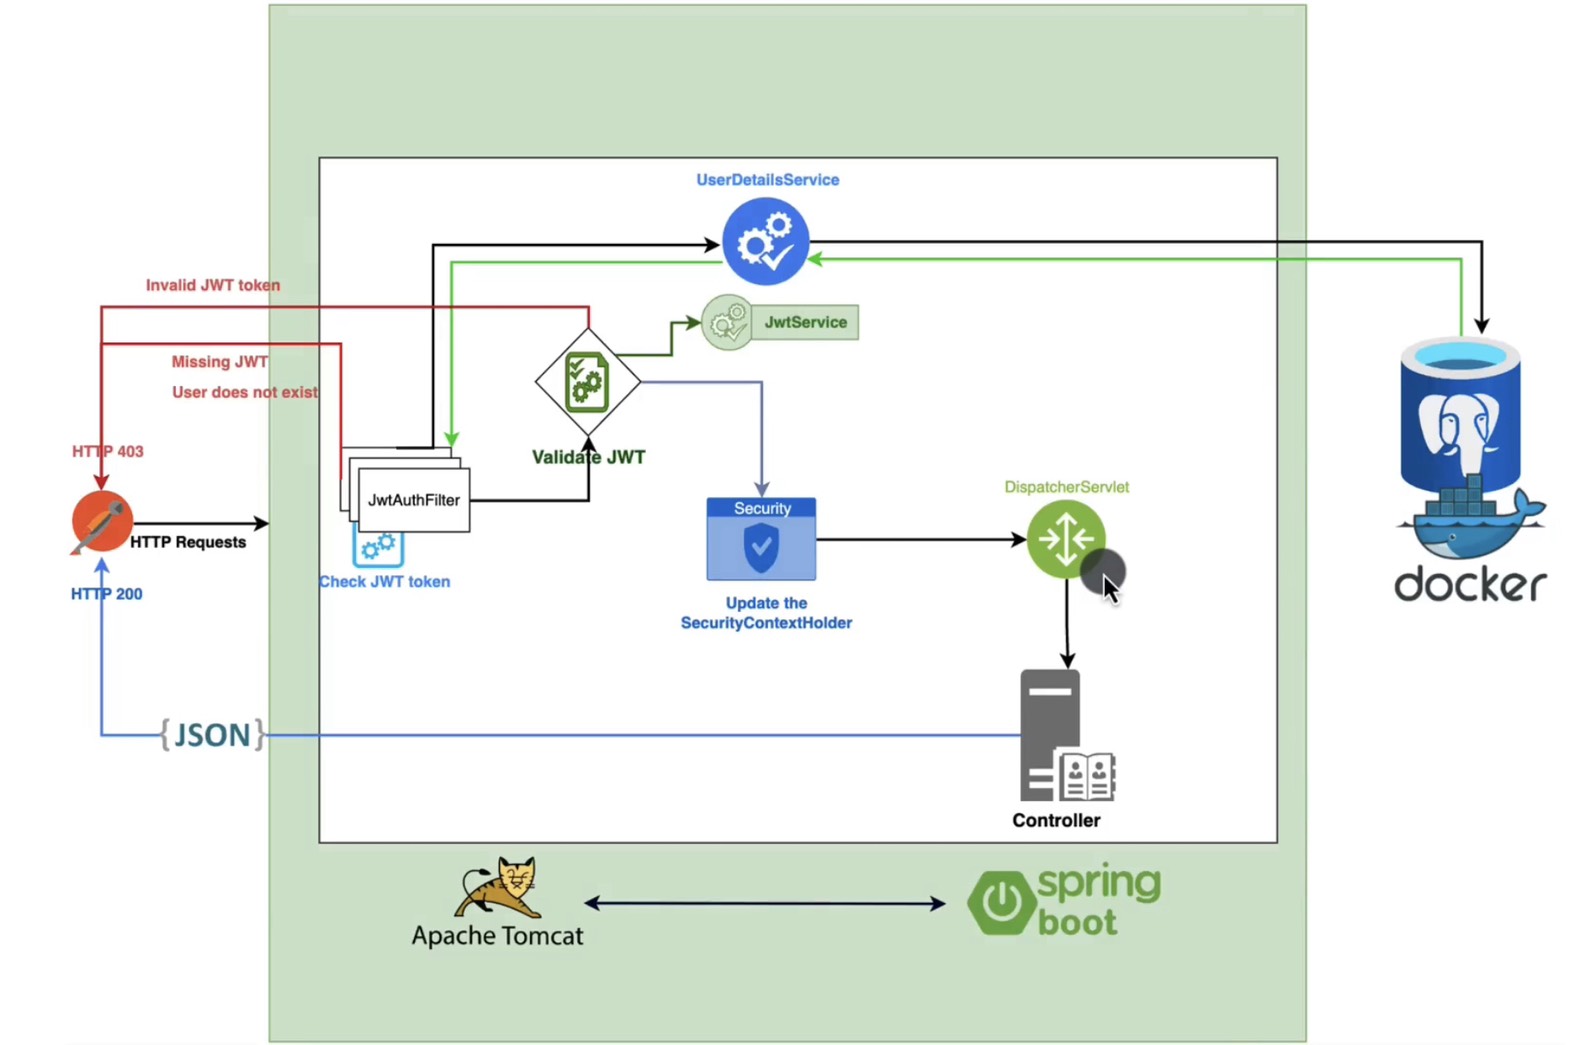 UserDetailsService
Invalid JWT token
JwtService
Missing JWT
User does not exist
HTTP 403
Validate JWT
JwtAuthFilter
DispatcherServlet
Security
HTTP Requests
Check JWT token
HTTP 200
Update the
SecurityContextHolder
docker
{JSON}
Controller
Apache Tomcat
spring
boot